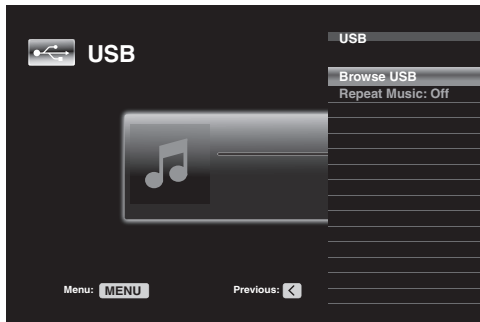 USB
USB
Browse USB
Repeat Music: Off
Menu: MENU
Previous: <